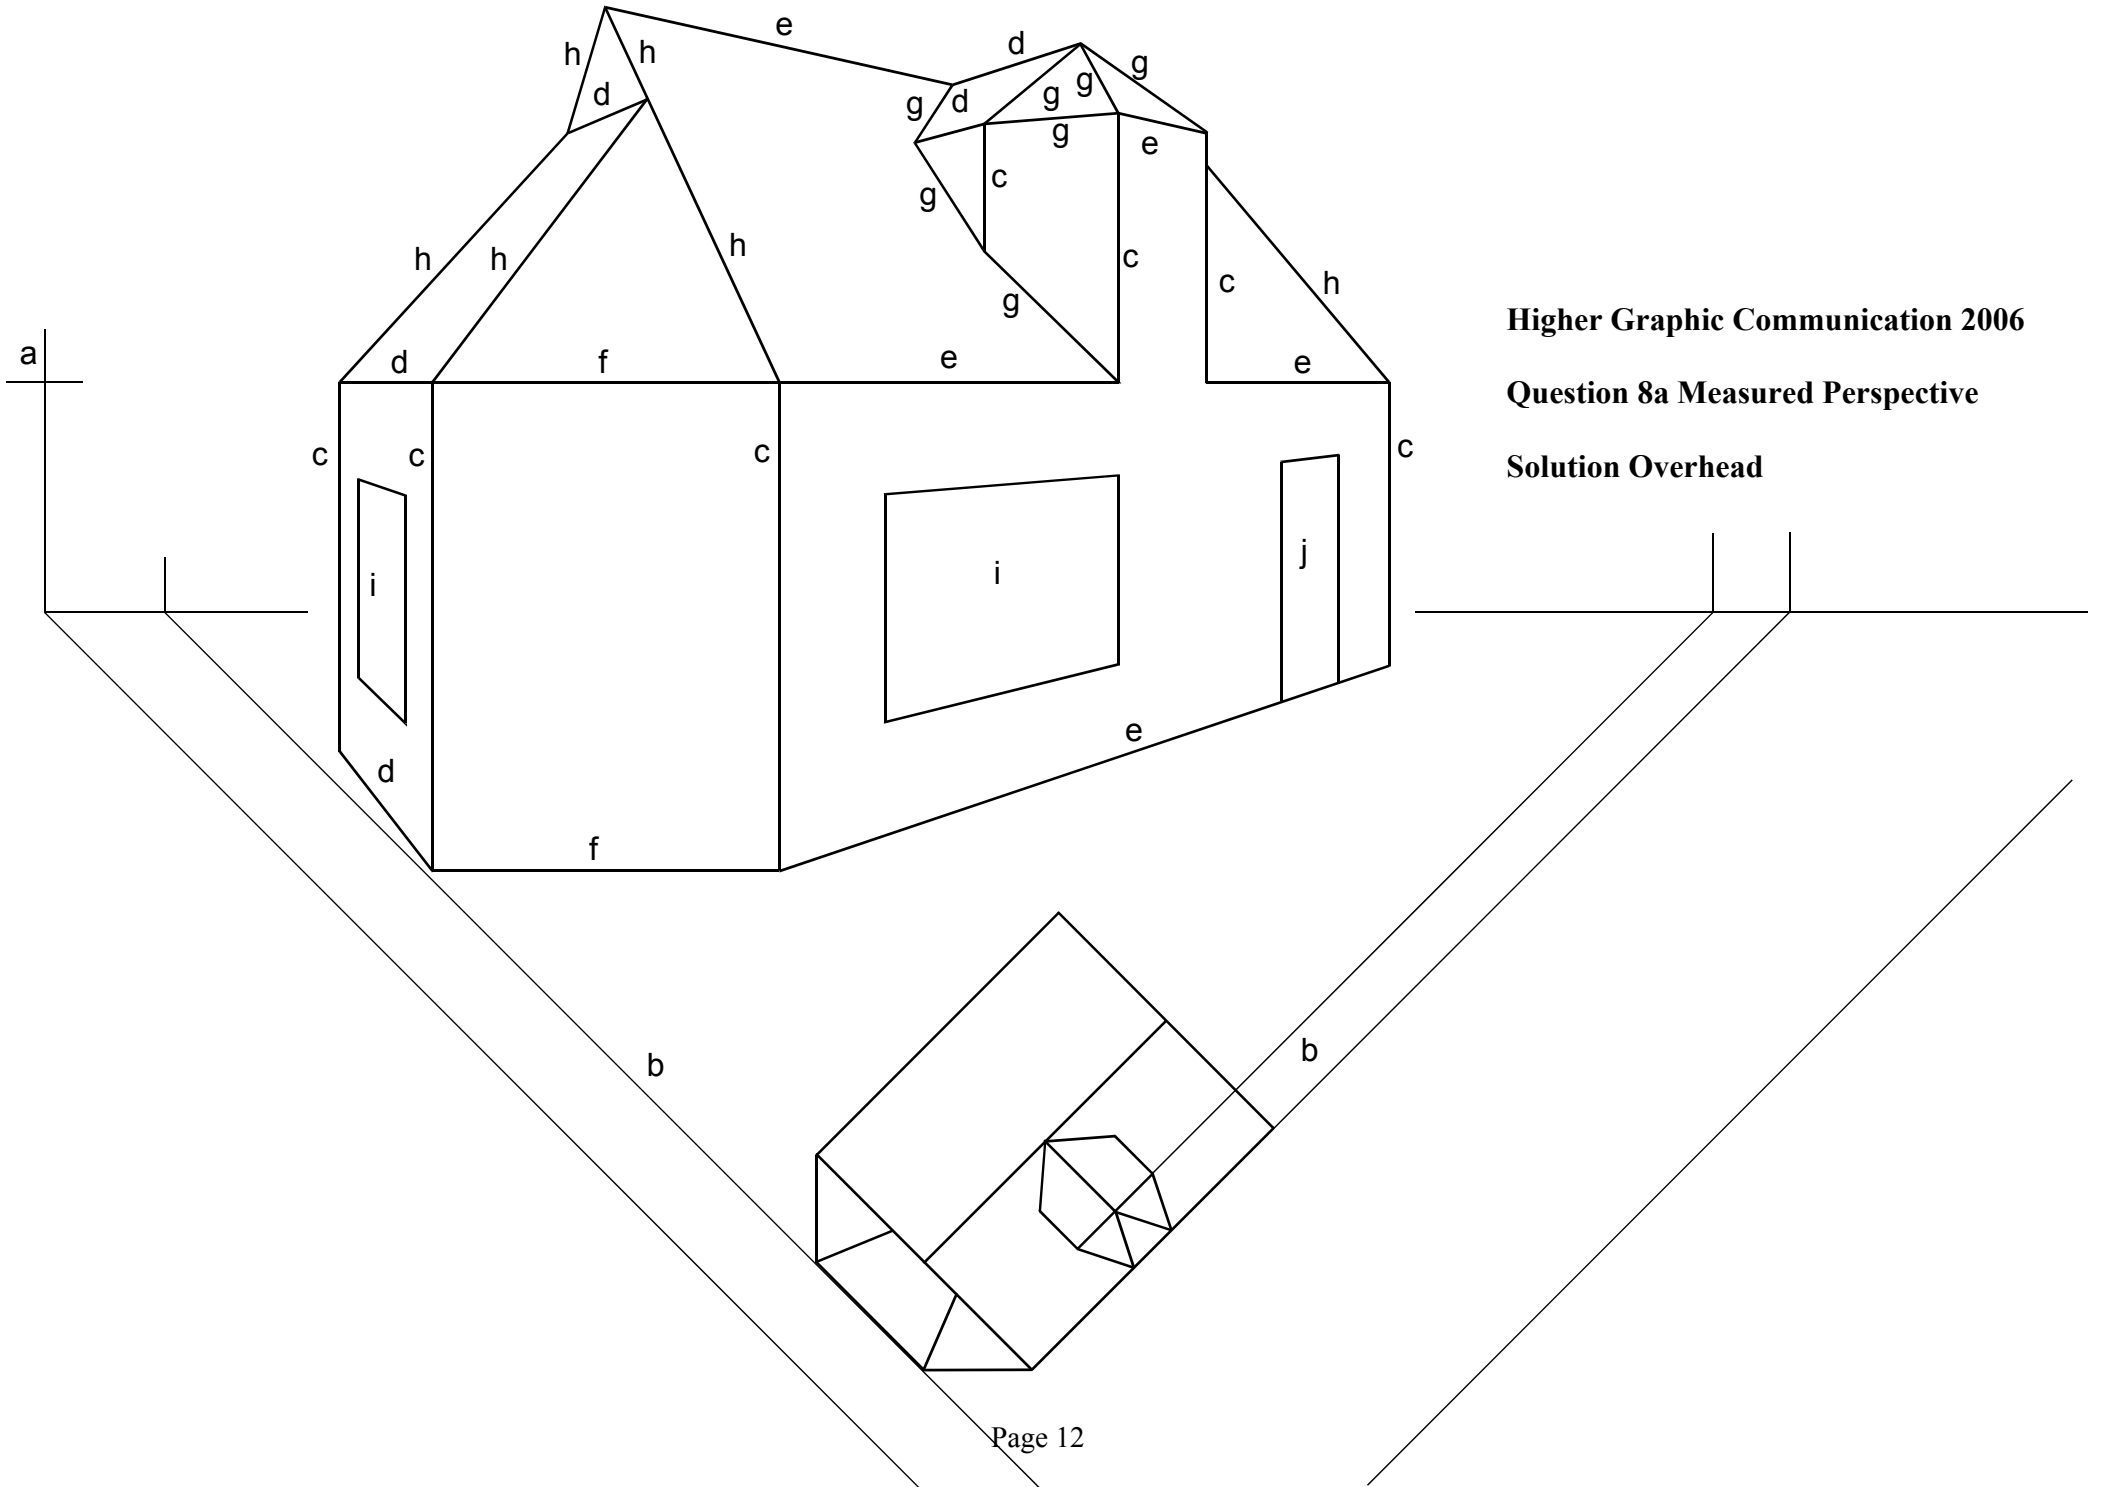 e
d
h
h
g
d
g
d
g
g
g
e
c
g
h
h
h
c
c
h
g
Higher Graphic Communication 2006
a
d
f
e
e
Question 8a Measured Perspective
c
c
c
c
Solution Overhead
j
i
i
e
d
f
b
b
Page 12